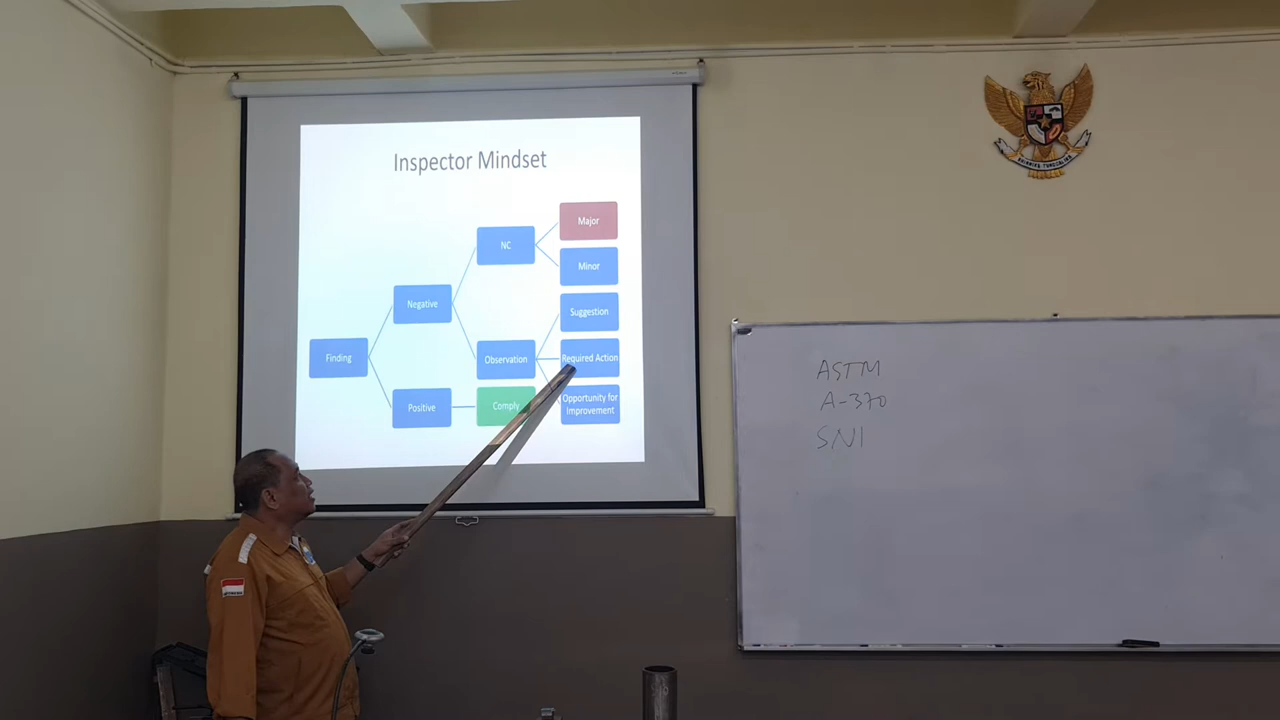 Inspector Mindset
Major
NC
Minor
Negative
Suggestion
Finding
Observation
Required Action
Positive
Comply
Opportunity for
Improvement
ASTM
A-370
SNI